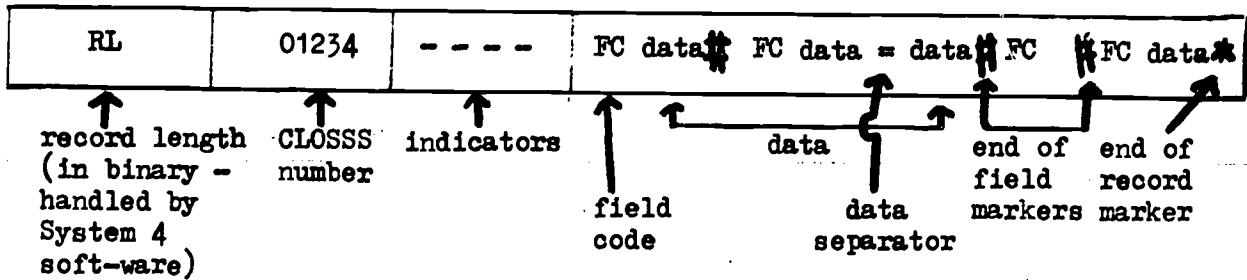 RL 01234 - - - - FC data# FC data = data# FC # FC data*
record length CLOSSS indicators data end of end of
(in binary - number field record
handled by field data markers marker
System 4 code separator
soft-ware)